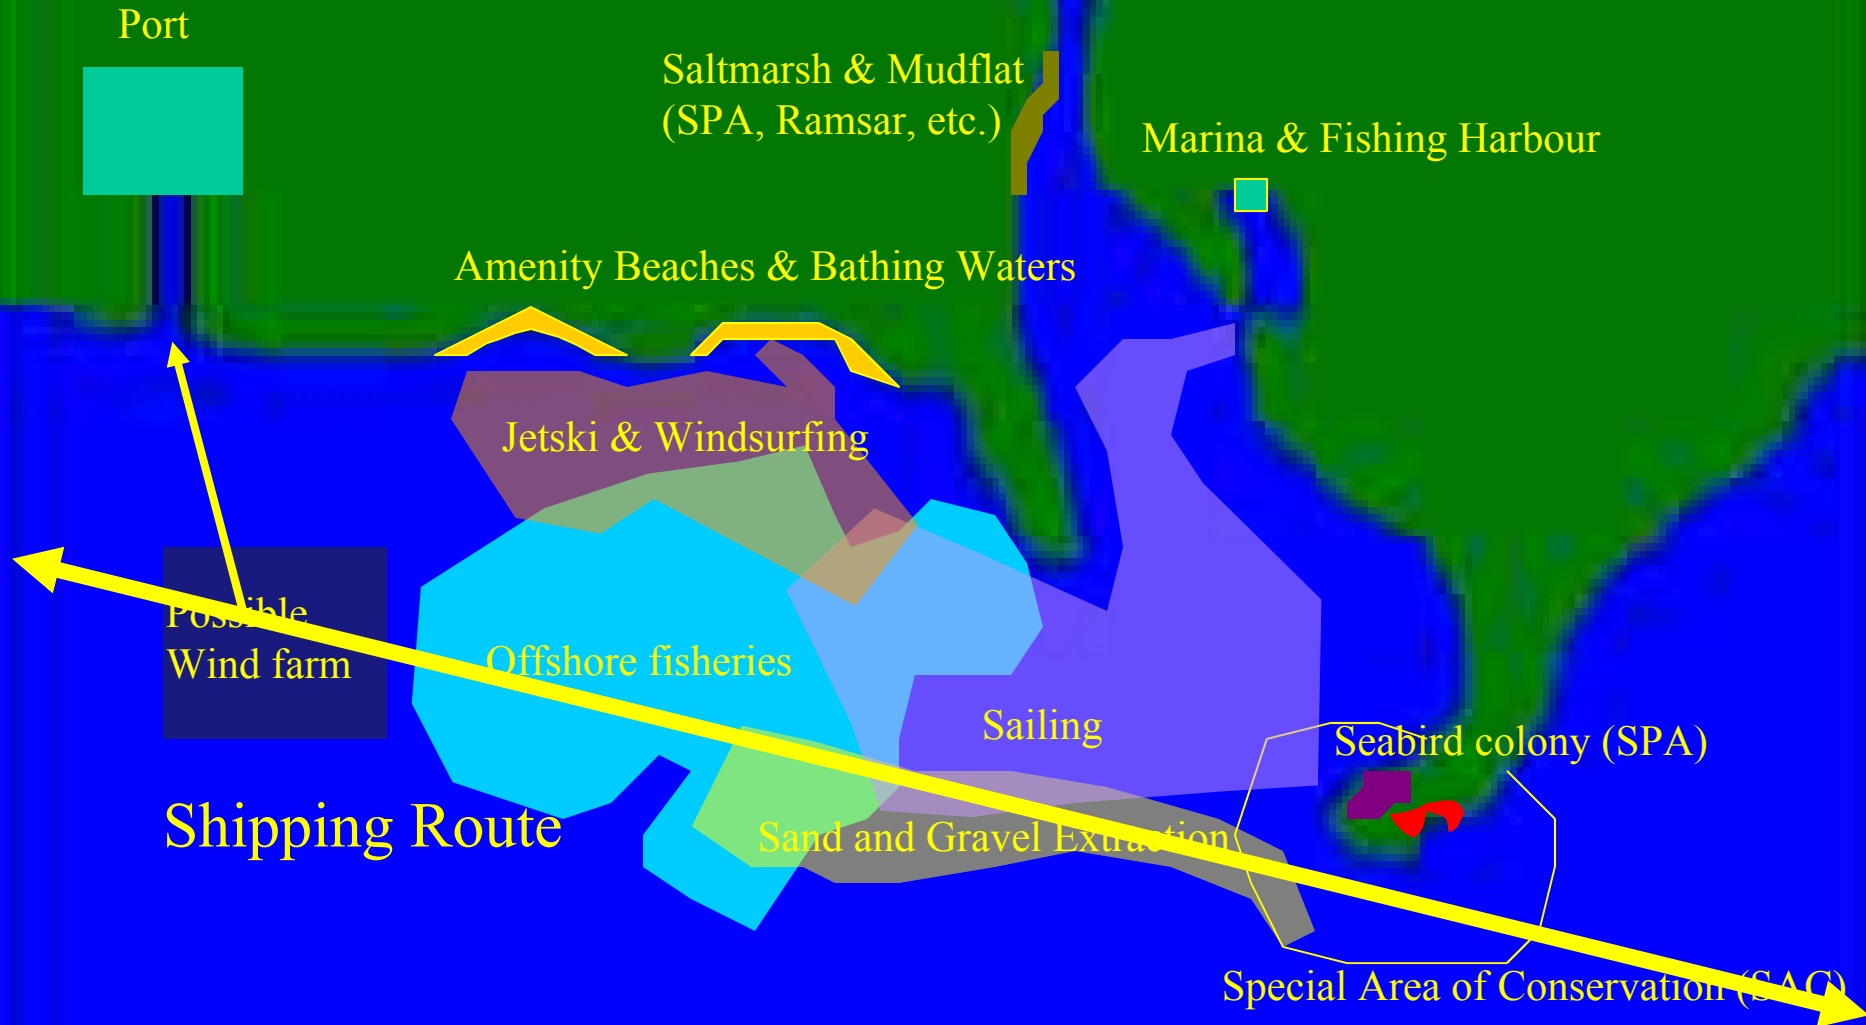 Port
Saltmarsh & Mudflat
(SPA, Ramsar, etc.)
Marina & Fishing Harbour
Amenity Beaches & Bathing Waters
Jetski & Windsurfing
Possible
Wind farm
Offshore fisheries
Sailing
Seabird colony (SPA)
Shipping Route
Sand and Gravel Extraction
Special Area of Conservation (SAC)